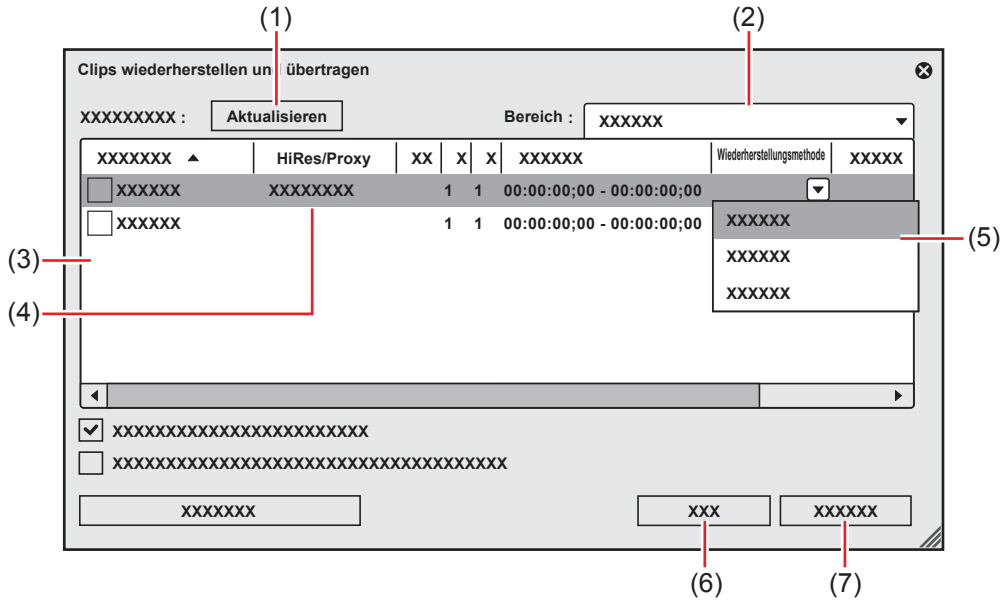 (1)
(2)
Clips wiederherstellen und übertragen
XXXXXXXXX :
Aktualisieren
Bereich :
XXXXXX
XXXXXXX
HiRes/Proxy
XX
X
X
XXXXXX
Wiederherstellungsmethode
XXXXX
XXXXXX
XXXXXXXX
1
1
00:00:00;00 - 00:00:00;00
XXXXXX
1
1
00:00:00;00 - 00:00:00;00
XXXXXX
XXXXXX
XXXXXX
(3)
(4)
(5)
XXXXXXXXXXXXXXXXXXXXXXXX
XXXXXXXXXXXXXXXXXXXXXXXXXXXXXXXXXXXXX
XXXXXXX
XXX
XXXXXX
(6)
(7)